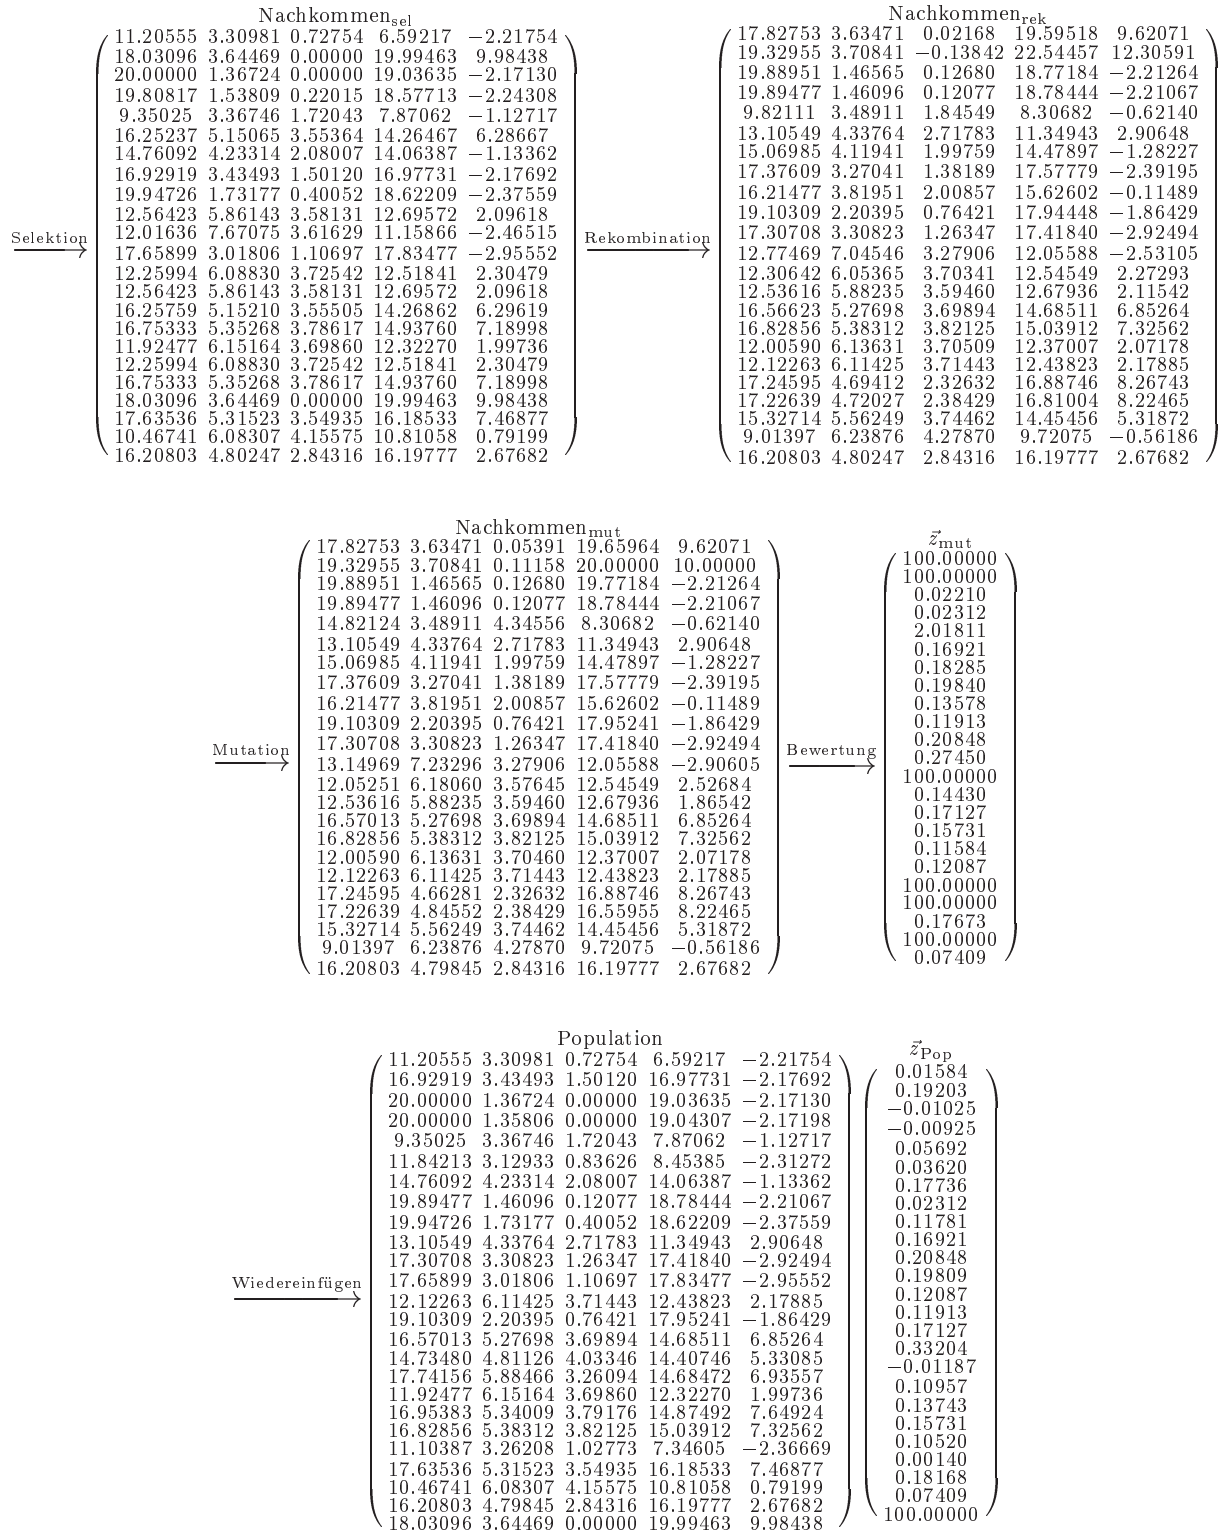 Nachkommen_sel
11.20555 3.30981 0.72754 6.59217 −2.21754
18.03096 3.64469 0.00000 19.99463 9.98438
20.00000 1.36724 0.00000 19.03635 −2.17130
19.80817 1.53809 0.22015 18.57713 −2.24308
9.35025 3.36746 1.72043 7.87062 −1.12717
16.25237 5.15065 3.55364 14.26467 6.28667
14.76092 4.23314 2.08007 14.06387 −1.13362
16.92919 3.43493 1.50120 16.97731 −2.17692
19.94726 1.73177 0.40052 18.62209 −2.37559
12.56423 5.86143 3.58131 12.69572 2.09618
12.01636 7.67075 3.61629 11.15866 −2.46515
Selektion
17.65899 3.01806 1.10697 17.83477 −2.95552
12.25994 6.08830 3.72542 12.51841 2.30479
12.56423 5.86143 3.58131 12.69572 2.09618
16.25759 5.15210 3.55505 14.26862 6.29619
16.75333 5.35268 3.78617 14.93760 7.18998
11.92477 6.15164 3.69860 12.32270 1.99736
12.25994 6.08830 3.72542 12.51841 2.30479
16.75333 5.35268 3.78617 14.93760 7.18998
18.03096 3.64469 0.00000 19.99463 9.98438
17.63536 5.31523 3.54935 16.18533 7.46877
10.46741 6.08307 4.15575 10.81058 0.79199
16.20803 4.80247 2.84316 16.19777 2.67682
Rekombination
Nachkommen_rek
17.82753 3.63471 0.02168 19.59518 9.62071
19.32955 3.70841 −0.13842 22.54457 12.30591
19.88951 1.46565 0.12680 18.77184 −2.21264
19.89477 1.46096 0.12077 18.78444 −2.21067
9.82111 3.48911 1.84549 8.30682 −0.62140
13.10549 4.33764 2.71783 11.34943 2.90648
15.06985 4.11941 1.99759 14.47897 −1.28227
17.37609 3.27041 1.38189 17.57779 −2.39195
16.21477 3.81951 2.00857 15.62602 −0.11489
19.10309 2.20395 0.76421 17.94448 −1.86429
17.30708 3.30823 1.26347 17.41840 −2.92494
12.77469 7.04546 3.27906 12.05588 −2.53105
12.30642 6.05365 3.70341 12.54549 2.27293
12.53616 5.88235 3.59460 12.67936 2.11542
16.56623 5.27698 3.69894 14.68511 6.85264
16.82856 5.38312 3.82125 15.03912 7.32562
12.00590 6.13631 3.70509 12.37007 2.07178
12.12263 6.11425 3.71443 12.43823 2.17885
17.24595 4.69412 2.32632 16.88746 8.26743
17.22639 4.72027 2.38429 16.81004 8.22465
15.32714 5.56249 3.74462 14.45456 5.31872
9.01397 6.23876 4.27870 9.72075 −0.56186
16.20803 4.80247 2.84316 16.19777 2.67682
Nachkommen_mut
17.82753 3.63471 0.05391 19.65964 9.62071
19.32955 3.70841 0.11158 20.00000 10.00000
19.88951 1.46565 0.12680 19.77184 −2.21264
19.89477 1.46096 0.12077 18.78444 −2.21067
14.82124 3.48911 4.34556 8.30682 −0.62140
13.10549 4.33764 2.71783 11.34943 2.90648
15.06985 4.11941 1.99759 14.47897 −1.28227
17.37609 3.27041 1.38189 17.57779 −2.39195
16.21477 3.81951 2.00857 15.62602 −0.11489
19.10309 2.20395 0.76421 17.95241 −1.86429
17.30708 3.30823 1.26347 17.41840 −2.92494
Mutation
13.14969 7.23296 3.27906 12.05588 −2.90605
12.05251 6.18060 3.57645 12.54549 2.52684
12.53616 5.88235 3.59460 12.67936 1.86542
16.57013 5.27698 3.69894 14.68511 6.85264
16.82856 5.38312 3.82125 15.03912 7.32562
12.00590 6.13631 3.70460 12.37007 2.07178
12.12263 6.11425 3.71443 12.43823 2.17885
17.24595 4.66281 2.32632 16.88746 8.26743
17.22639 4.84552 2.38429 16.55955 8.22465
15.32714 5.56249 3.74462 14.45456 5.31872
9.01397 6.23876 4.27870 9.72075 −0.56186
16.20803 4.79845 2.84316 16.19777 2.67682
Bewertung
z⃗_mut
100.00000
100.00000
0.02210
0.02312
2.01811
0.16921
0.18285
0.19840
0.13578
0.11913
0.20848
0.27450
100.00000
0.14430
0.17127
0.15731
0.11584
0.12087
100.00000
100.00000
0.17673
100.00000
0.07409
Population
11.20555 3.30981 0.72754 6.59217 −2.21754
16.92919 3.43493 1.50120 16.97731 −2.17692
20.00000 1.36724 0.00000 19.03635 −2.17130
20.00000 1.35806 0.00000 19.04307 −2.17198
9.35025 3.36746 1.72043 7.87062 −1.12717
11.84213 3.12933 0.83626 8.45385 −2.31272
14.76092 4.23314 2.08007 14.06387 −1.13362
19.89477 1.46096 0.12077 18.78444 −2.21067
19.94726 1.73177 0.40052 18.62209 −2.37559
13.10549 4.33764 2.71783 11.34943 2.90648
17.30708 3.30823 1.26347 17.41840 −2.92494
Wiedereinfügen
17.65899 3.01806 1.10697 17.83477 −2.95552
12.12263 6.11425 3.71443 12.43823 2.17885
19.10309 2.20395 0.76421 17.95241 −1.86429
16.57013 5.27698 3.69894 14.68511 6.85264
14.73480 4.81126 4.03346 14.40746 5.33085
17.74156 5.88466 3.26094 14.68472 6.93557
11.92477 6.15164 3.69860 12.32270 1.99736
16.95383 5.34009 3.79176 14.87492 7.64924
16.82856 5.38312 3.82125 15.03912 7.32562
11.10387 3.26208 1.02773 7.34605 −2.36669
17.63536 5.31523 3.54935 16.18533 7.46877
10.46741 6.08307 4.15575 10.81058 0.79199
16.20803 4.79845 2.84316 16.19777 2.67682
18.03096 3.64469 0.00000 19.99463 9.98438
z⃗_Pop
0.01584
0.19203
−0.01025
−0.00925
0.05692
0.03620
0.17736
0.02312
0.11781
0.16921
0.20848
0.19809
0.12087
0.11913
0.17127
0.33204
−0.01187
0.10957
0.13743
0.15731
0.10520
0.00140
0.18168
0.07409
100.00000